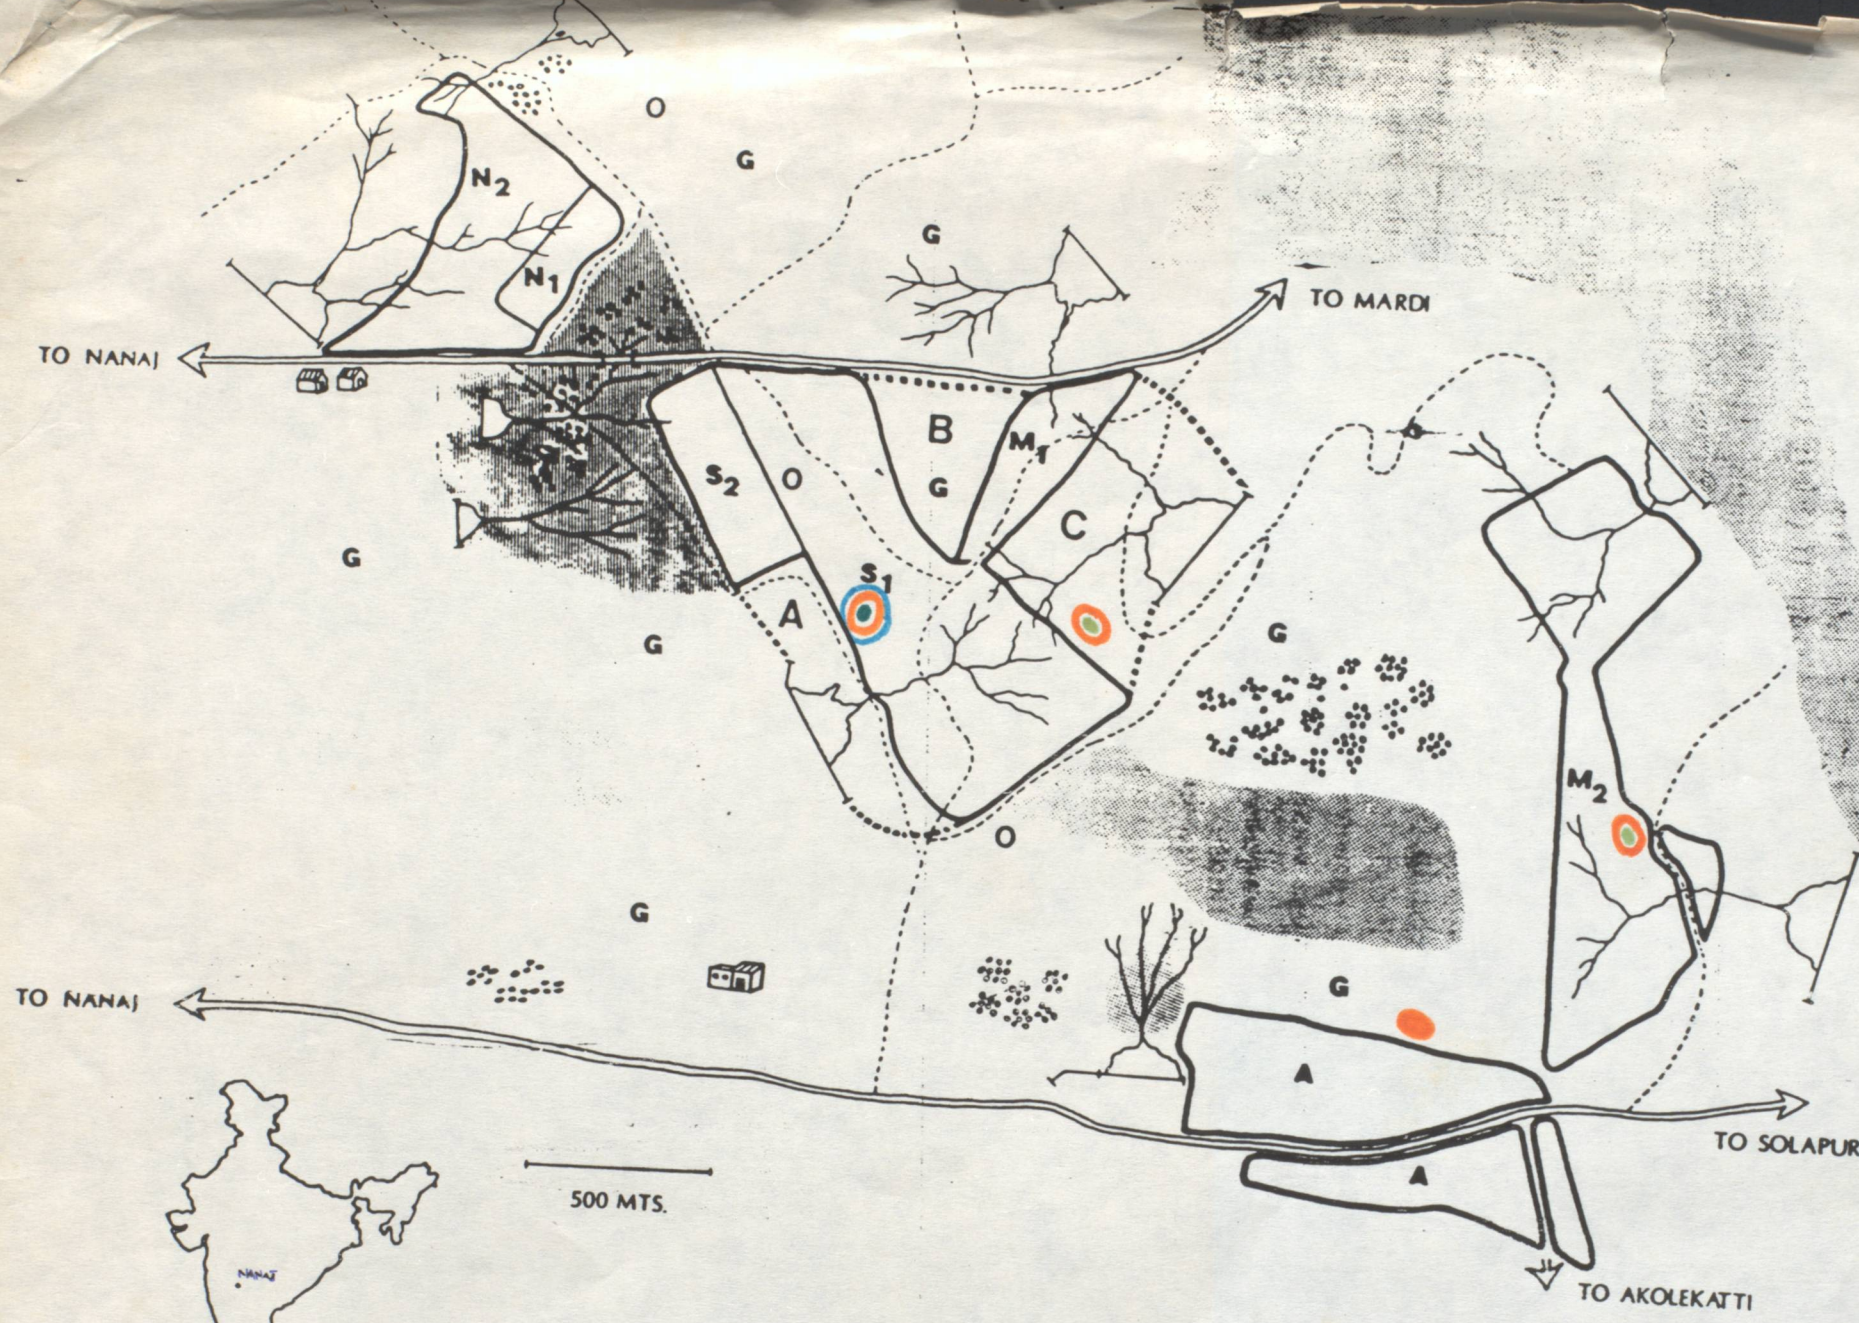 O
G
N2
G
N1
TO MARDI
TO NANAJ
B
M1
S2
O
G
C
G
S1
A
G
G
M2
O
G
G
TO NANAJ
A
TO SOLAPUR
A
500 MTS.
NANAJ
TO AKOLEKATTI